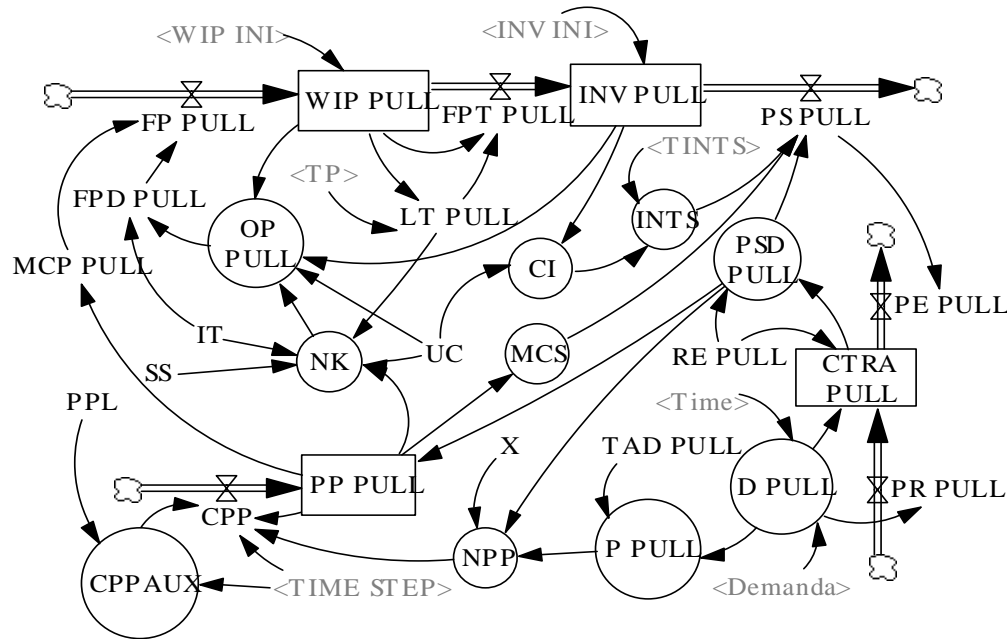 <INV INI>
<WIP INI>
WIP PULL
INV PULL
FP PULL
FPT PULL
PS PULL
<TINTS>
<TP>
FPD PULL
LT PULL
INTS
OP
PULL
PSD
PULL
MCP PULL
CI
PE PULL
IT
NK
UC
MCS
RE PULL
CTRA
PULL
SS
PPL
<Time>
X
TAD PULL
PP PULL
D PULL
PR PULL
CPP
P PULL
NPP
CPP AUX
<TIME STEP>
<Demanda>